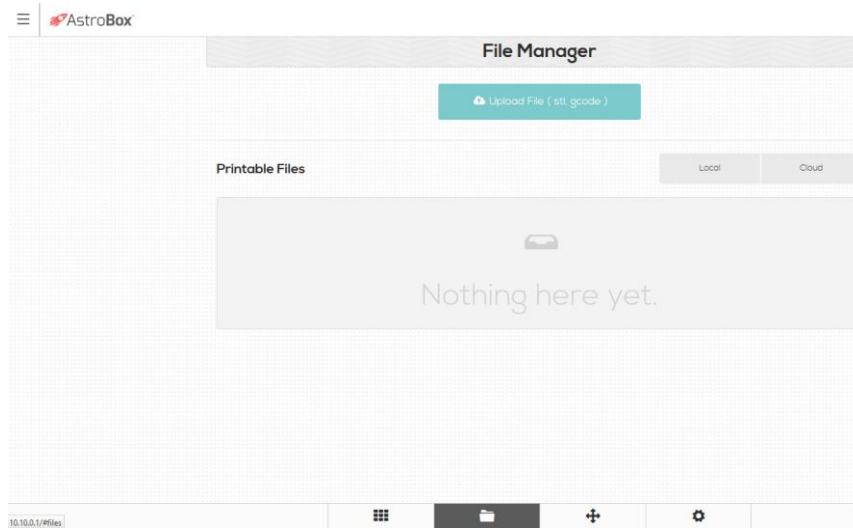 AstroBox
File Manager
Upload File ( stl, gcode )
Printable Files
Local
Cloud
Nothing here yet.
10.10.0.1/#files